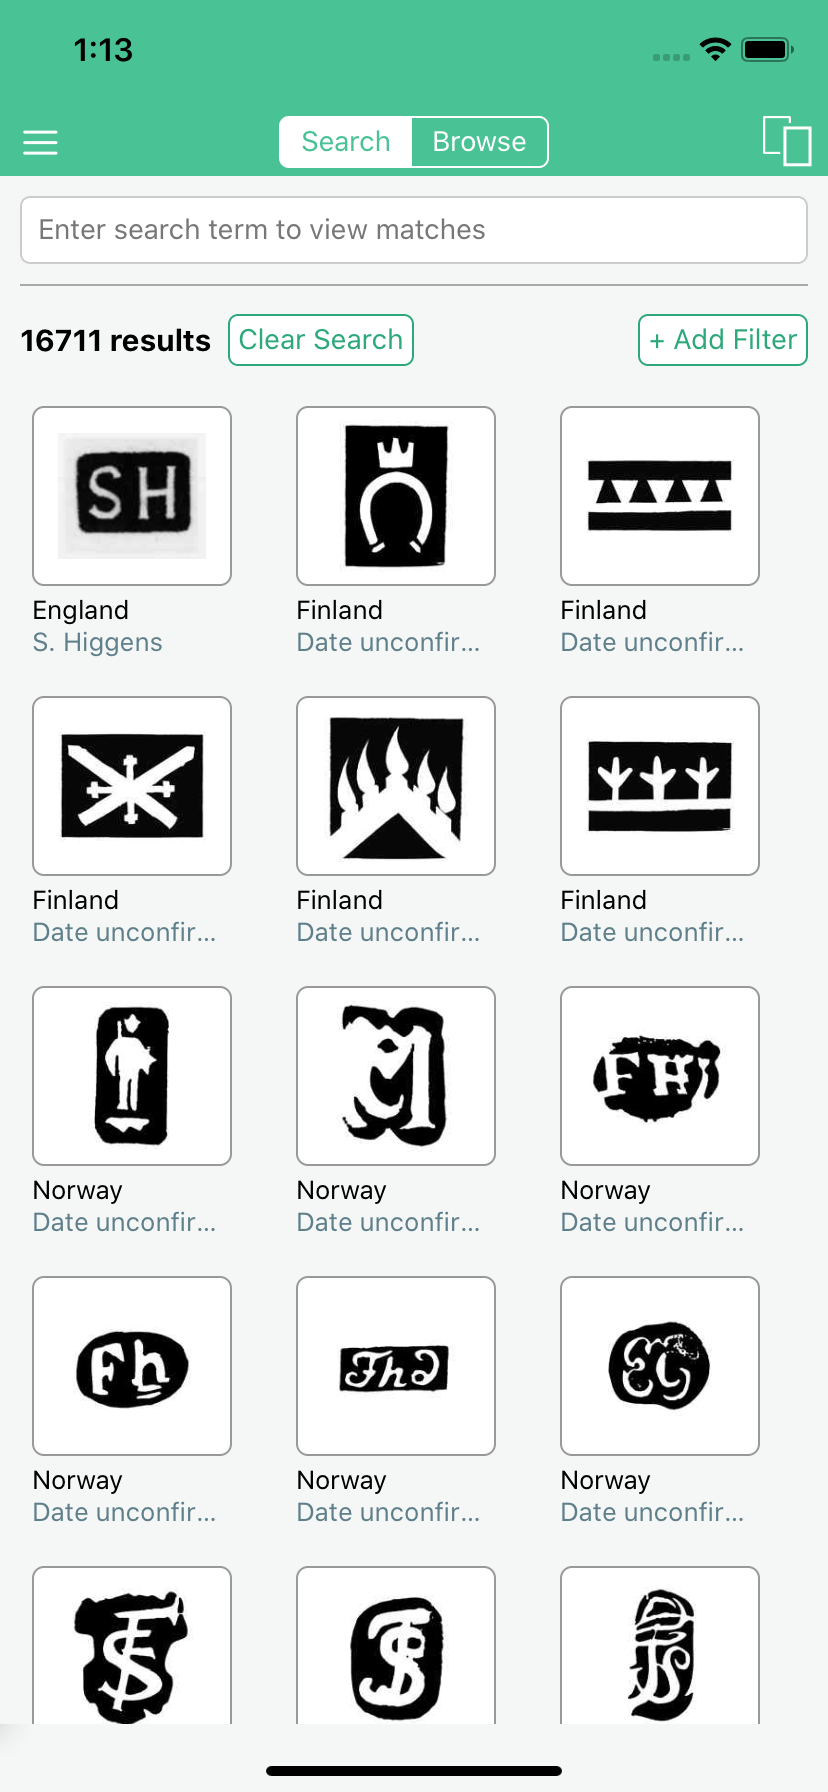 1:13
Search Browse
Enter search term to view matches
16711 results Clear Search + Add Filter
SH
England Finland Finland
S. Higgens Date unconfir... Date unconfir...
Finland Finland Finland
Date unconfir... Date unconfir... Date unconfir...
FH
Norway Norway Norway
Date unconfir... Date unconfir... Date unconfir...
Fh
Norway Norway Norway
Date unconfir... Date unconfir... Date unconfir...